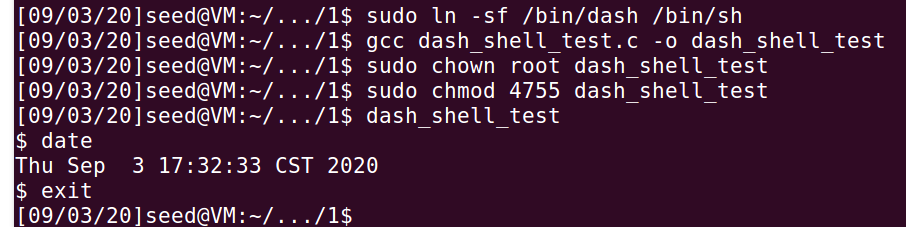 [09/03/20]seed@VM:~/.../1$ sudo ln -sf /bin/dash /bin/sh
[09/03/20]seed@VM:~/.../1$ gcc dash_shell_test.c -o dash_shell_test
[09/03/20]seed@VM:~/.../1$ sudo chown root dash_shell_test
[09/03/20]seed@VM:~/.../1$ sudo chmod 4755 dash_shell_test
[09/03/20]seed@VM:~/.../1$ dash_shell_test
$ date
Thu Sep  3 17:32:33 CST 2020
$ exit
[09/03/20]seed@VM:~/.../1$